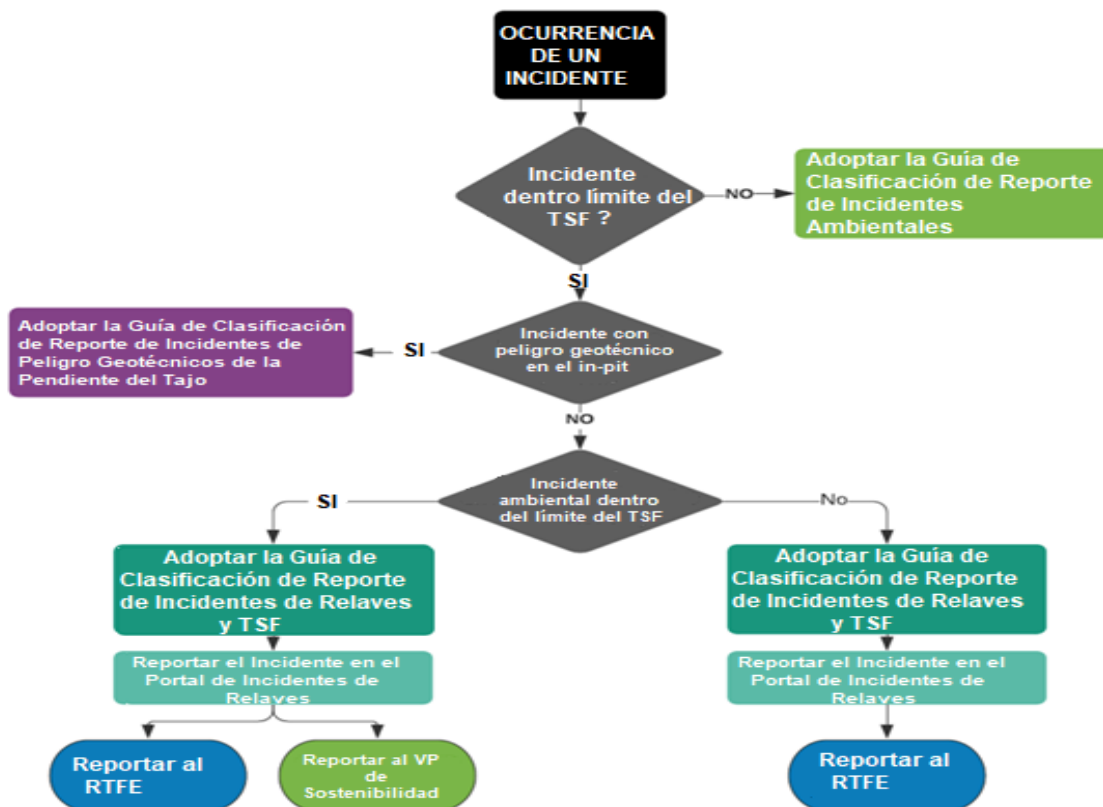 OCURRENCIA
DE UN
INCIDENTE
Incidente
dentro límite del
TSF ?
NO
Adoptar la Guía de
Clasificación de Reporte
de Incidentes
Ambientales
SI
Adoptar la Guía de Clasificación
de Reporte de Incidentes de
Peligro Geotécnicos de la
Pendiente del Tajo
SI
Incidente con
peligro geotécnico
en el in-pit
NO
Incidente
ambiental dentro
del límite del TSF
SI
No
Adoptar la Guía de
Clasificación de Reporte
de Incidentes de Relaves
y TSF
Adoptar la Guía de
Clasificación de Reporte
de Incidentes de Relaves
y TSF
Reportar el Incidente en el
Portal de Incidentes de
Relaves
Reportar el Incidente en el
Portal de Incidentes de
Relaves
Reportar al
RTFE
Reportar al VP
de
Sostenibilidad
Reportar al
RTFE